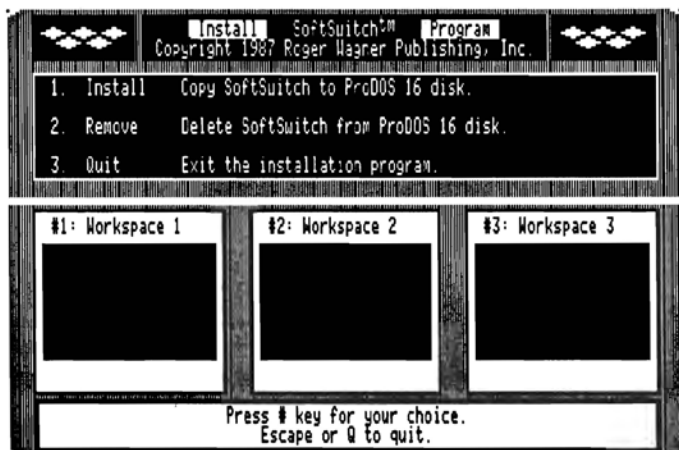 Install SoftSwitch™ Program
Copyright 1987 Roger Wagner Publishing, Inc.
1. Install Copy SoftSwitch to ProDOS 16 disk.
2. Remove Delete SoftSwitch from ProDOS 16 disk.
3. Quit Exit the installation program.
#1: Workspace 1 #2: Workspace 2 #3: Workspace 3
Press # key for your choice.
Escape or Q to quit.